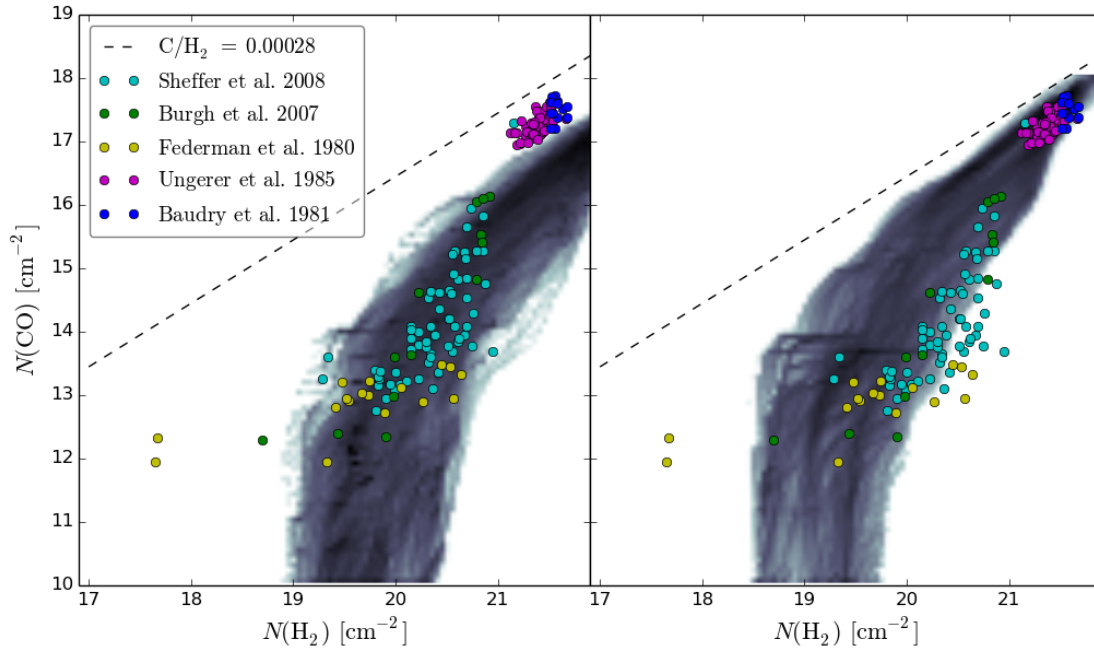 19
18
17
16
15
14
13
12
11
10
N(CO) [cm⁻²]
C/H₂ = 0.00028
Sheffer et al. 2008
Burgh et al. 2007
Federman et al. 1980
Ungerer et al. 1985
Baudry et al. 1981
17 18 19 20 21 17 18 19 20 21
N(H₂) [cm⁻²] N(H₂) [cm⁻²]